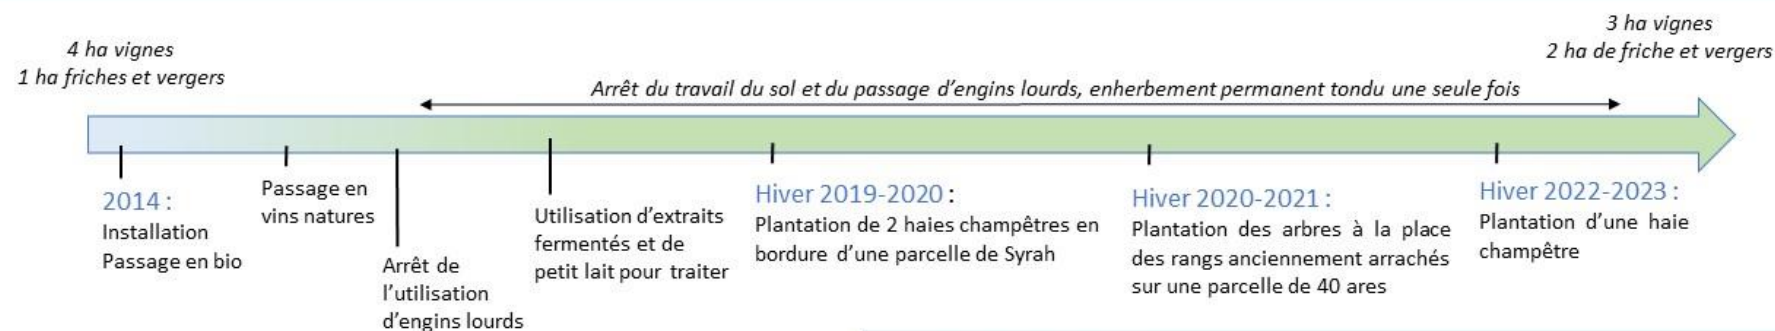 4 ha vignes
1 ha friches et vergers
3 ha vignes
2 ha de friche et vergers
Arrêt du travail du sol et du passage d'engins lourds, enherbement permanent tondu une seule fois
2014 :
Installation
Passage en bio
Passage en
vins natures
Arrêt de
l'utilisation
d'engins lourds
Utilisation d'extraits
fermentés et de
petit lait pour traiter
Hiver 2019-2020 :
Plantation de 2 haies champêtres en
bordure d'une parcelle de Syrah
Hiver 2020-2021 :
Plantation des arbres à la place
des rangs anciennement arrachés
sur une parcelle de 40 ares
Hiver 2022-2023 :
Plantation d'une haie
champêtre